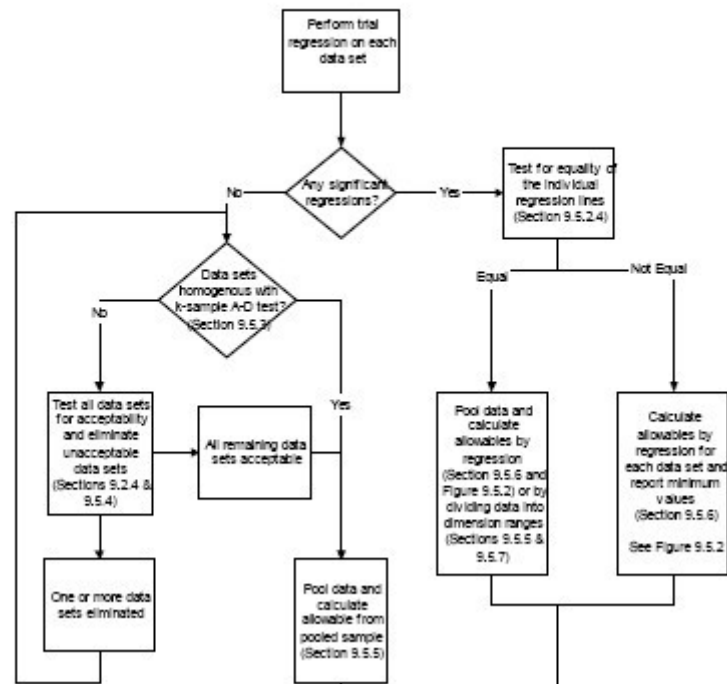 Perform trial
regression on each
data set
Any significant
regressions?
No
Yes
Test for equality of
the individual
regression lines
(Section 9.5.2.4)
Data sets
homogenous with
k-sample A-D test?
(Section 9.5.3)
No
Yes
Equal
Not Equal
Test all data sets
for acceptability
and eliminate
unacceptable
data sets
(Sections 9.2.4 &
9.5.4)
All remaining data
sets acceptable
Pool data and
calculate
allowables by
regression
(Section 9.5.6 and
Figure 9.5.2) or by
dividing data into
dimension ranges
(Sections 9.5.5 &
9.5.7)
Calculate
allowables by
regression for
each data set and
report minimum
values
(Section 9.5.6)
See Figure 9.5.2
One or more data
sets eliminated
Pool data and
calculate
allowable from
pooled sample
(Section 9.5.5)